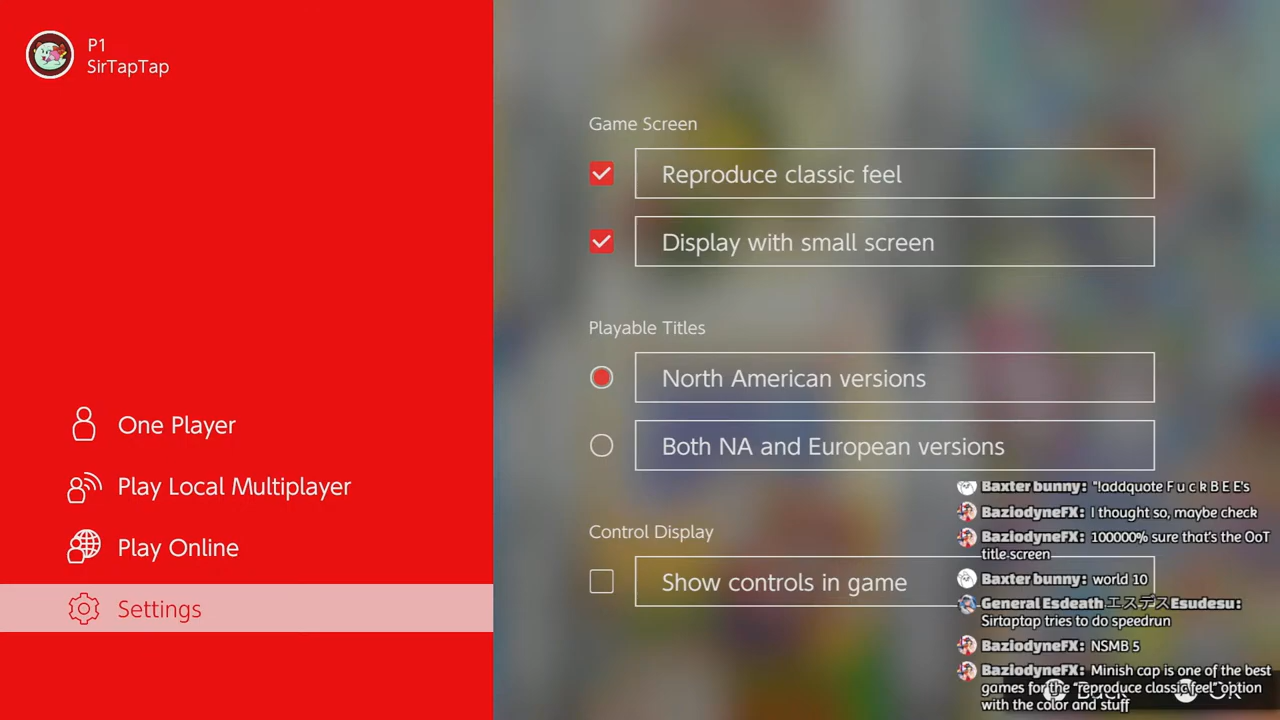 P1
SirTapTap
One Player
Play Local Multiplayer
Play Online
Settings
Game Screen
Reproduce classic feel
Display with small screen
Playable Titles
North American versions
Both NA and European versions
Control Display
Show controls in game
Baxter bunny: "!addquote F u c k B E E's
BaziodyneFX: I thought so, maybe check
BaziodyneFX: 100000% sure that's the OoT
title screen
Baxter bunny: world 10
General Esdeath エスデス Esudesu:
Sirtaptap tries to do speedrun
BaziodyneFX: NSMB 5
BaziodyneFX: Minish cap is one of the best
games for the "reproduce classic feel" option
with the color and stuff
Back
OK